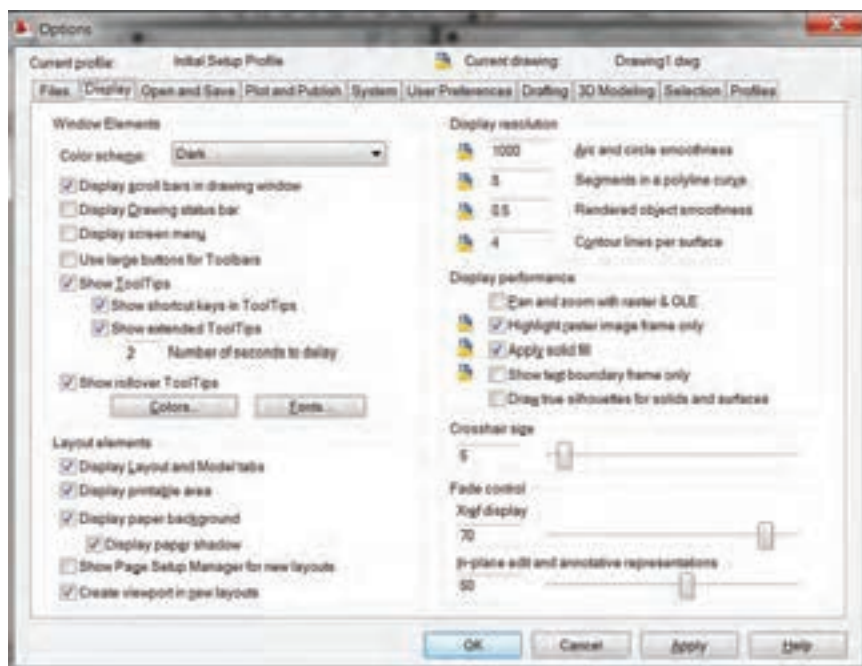 Options
Current profile: Initial Setup Profile Current drawing: Drawing1.dwg
Files Display Open and Save Plot and Publish System User Preferences Drafting 3D Modeling Selection Profiles
Window Elements
Color scheme: Dark
Display scroll bars in drawing window
Display Drawing status bar
Display screen menu
Use large buttons for Toolbars
Show ToolTips
Show shortcut keys in ToolTips
Show extended ToolTips
2 Number of seconds to delay
Show rollover ToolTips
Colors... Fonts...
Layout elements
Display Layout and Model tabs
Display printable area
Display paper background
Display paper shadow
Show Page Setup Manager for new layouts
Create viewport in new layouts
Display resolution
1000 Arc and circle smoothness
8 Segments in a polyline curve
0.5 Rendered object smoothness
4 Contour lines per surface
Display performance
Pan and zoom with raster & OLE
Highlight raster image frame only
Apply solid fill
Show text boundary frame only
Draw true silhouettes for solids and surfaces
Crosshair size
5
Fade control
Xref display
70
In-place edit and annotative representations
50
OK Cancel Apply Help